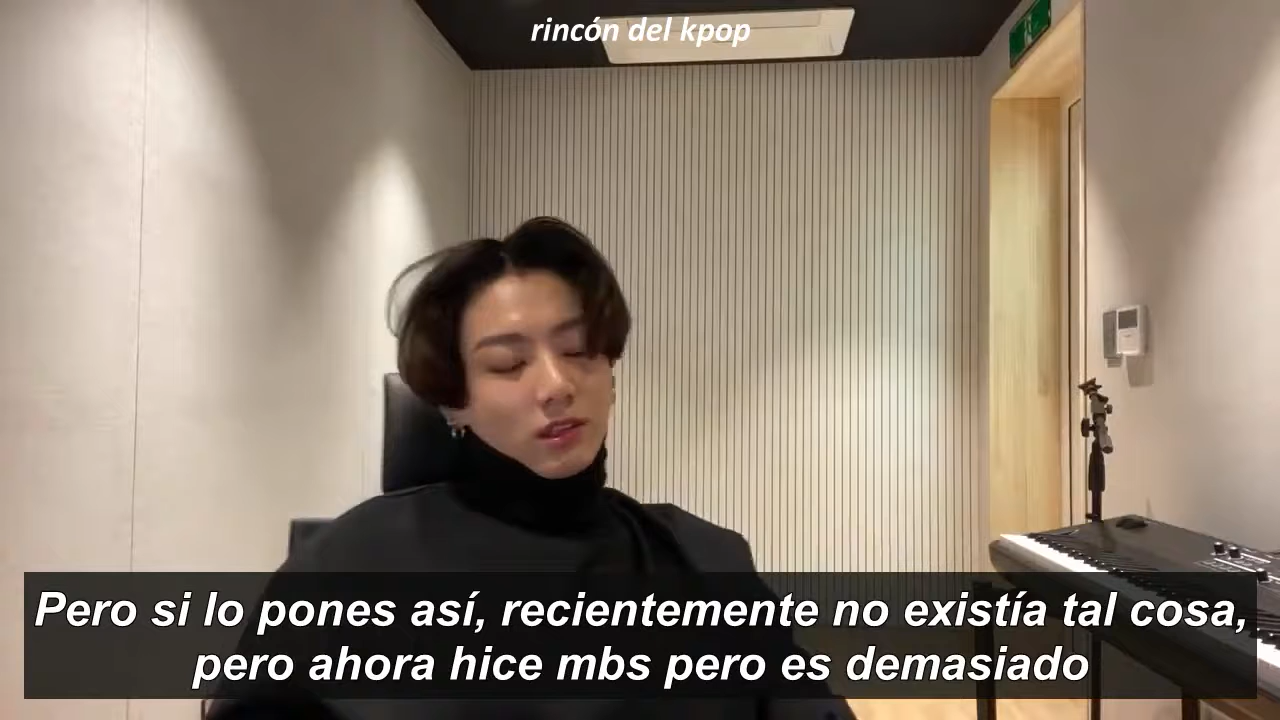 rincón del kpop
Pero si lo pones así, recientemente no existía tal cosa,
pero ahora hice mbs pero es demasiado